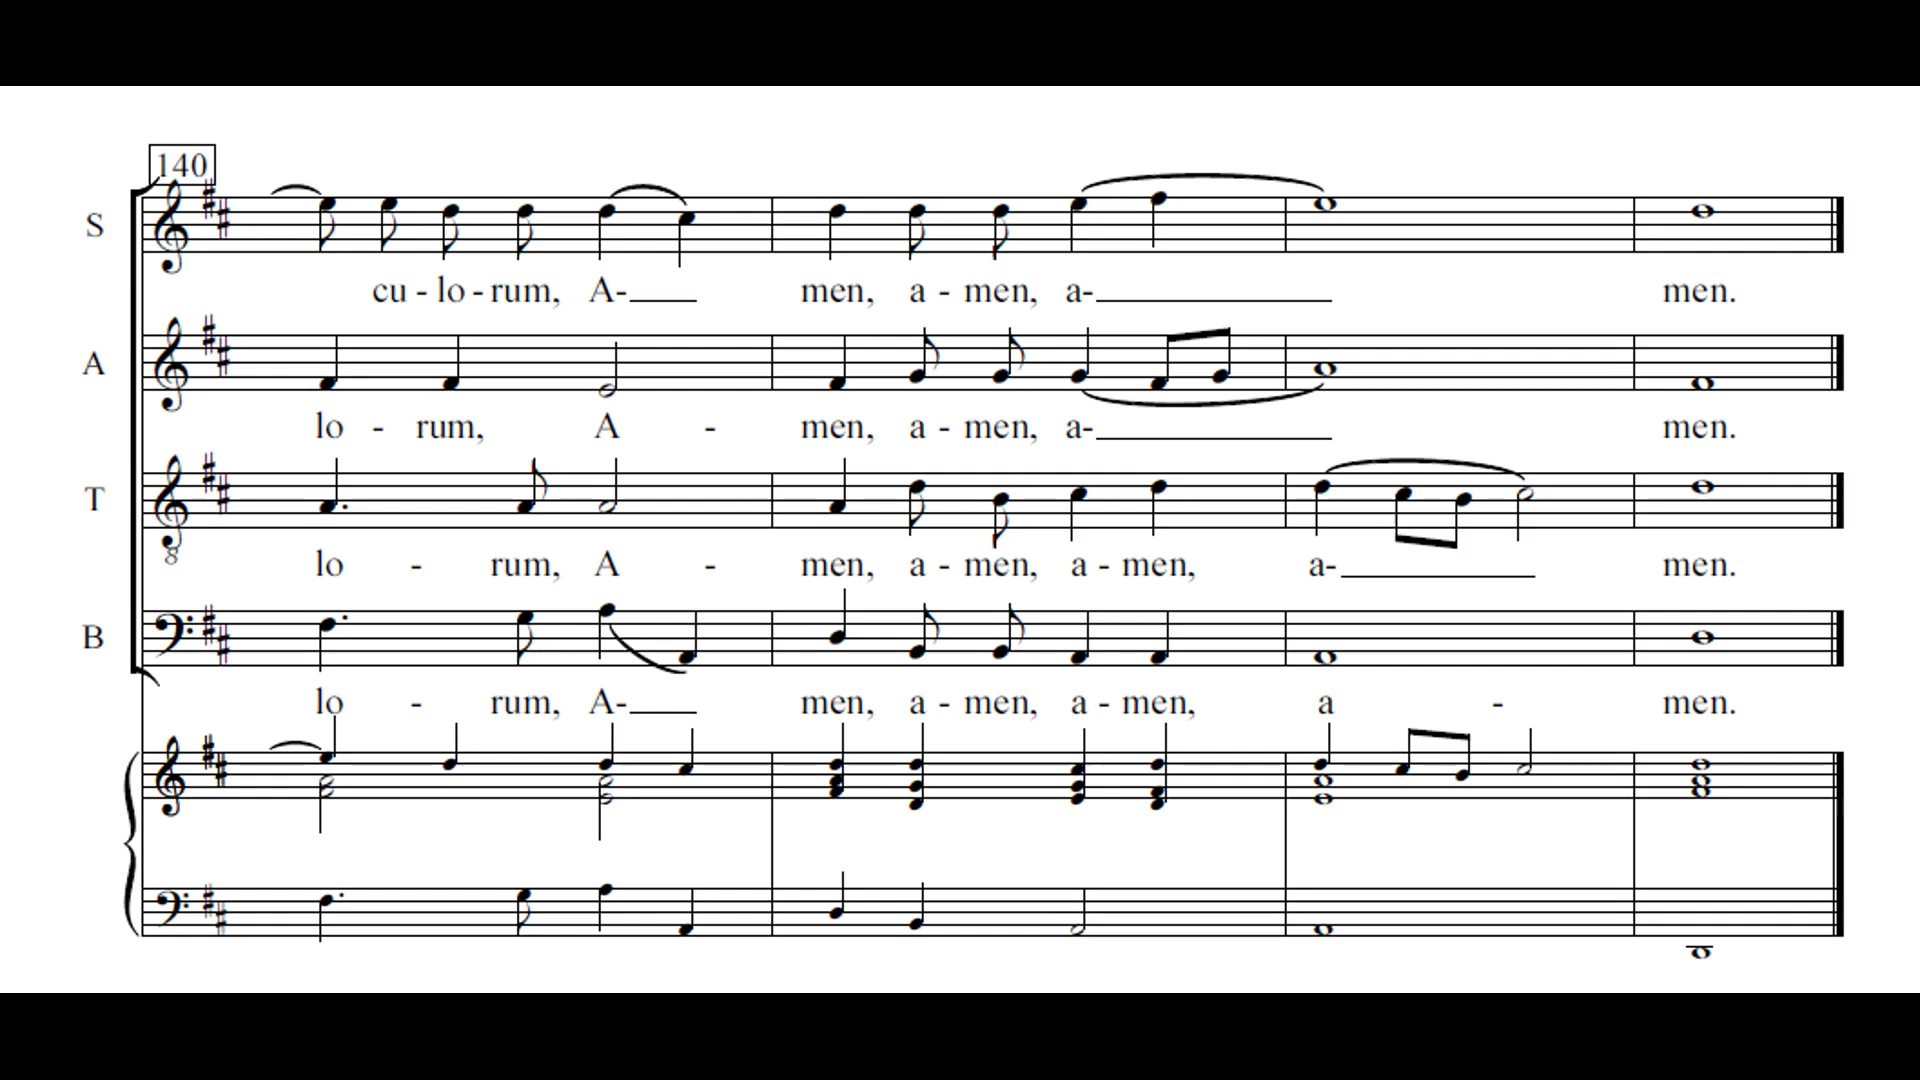 140
S
cu - lo - rum, A- men, a - men, a- men.
A
lo - rum, A - men, a - men, a- men.
T
8
lo - rum, A - men, a - men, a - men, a- men.
B
lo - rum, A- men, a - men, a - men, a - men.